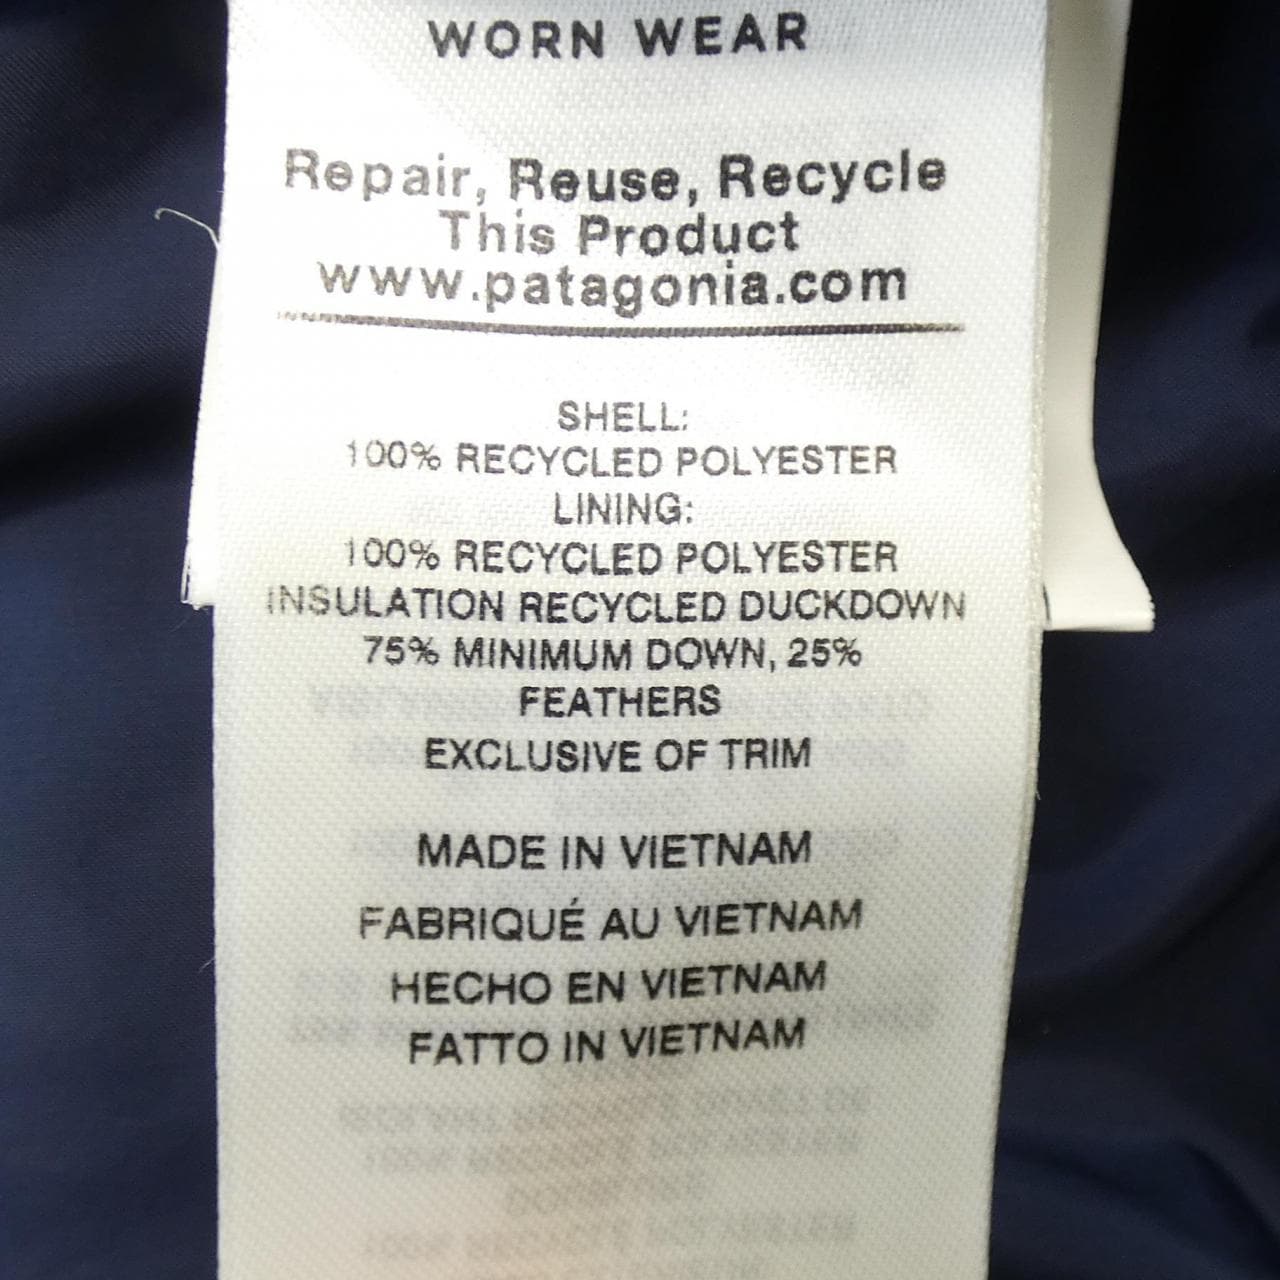 WORN WEAR
Repair, Reuse, Recycle
This Product
www.patagonia.com
SHELL:
100% RECYCLED POLYESTER
LINING:
100% RECYCLED POLYESTER
INSULATION RECYCLED DUCKDOWN
75% MINIMUM DOWN, 25%
FEATHERS
EXCLUSIVE OF TRIM
MADE IN VIETNAM
FABRIQUÉ AU VIETNAM
HECHO EN VIETNAM
FATTO IN VIETNAM